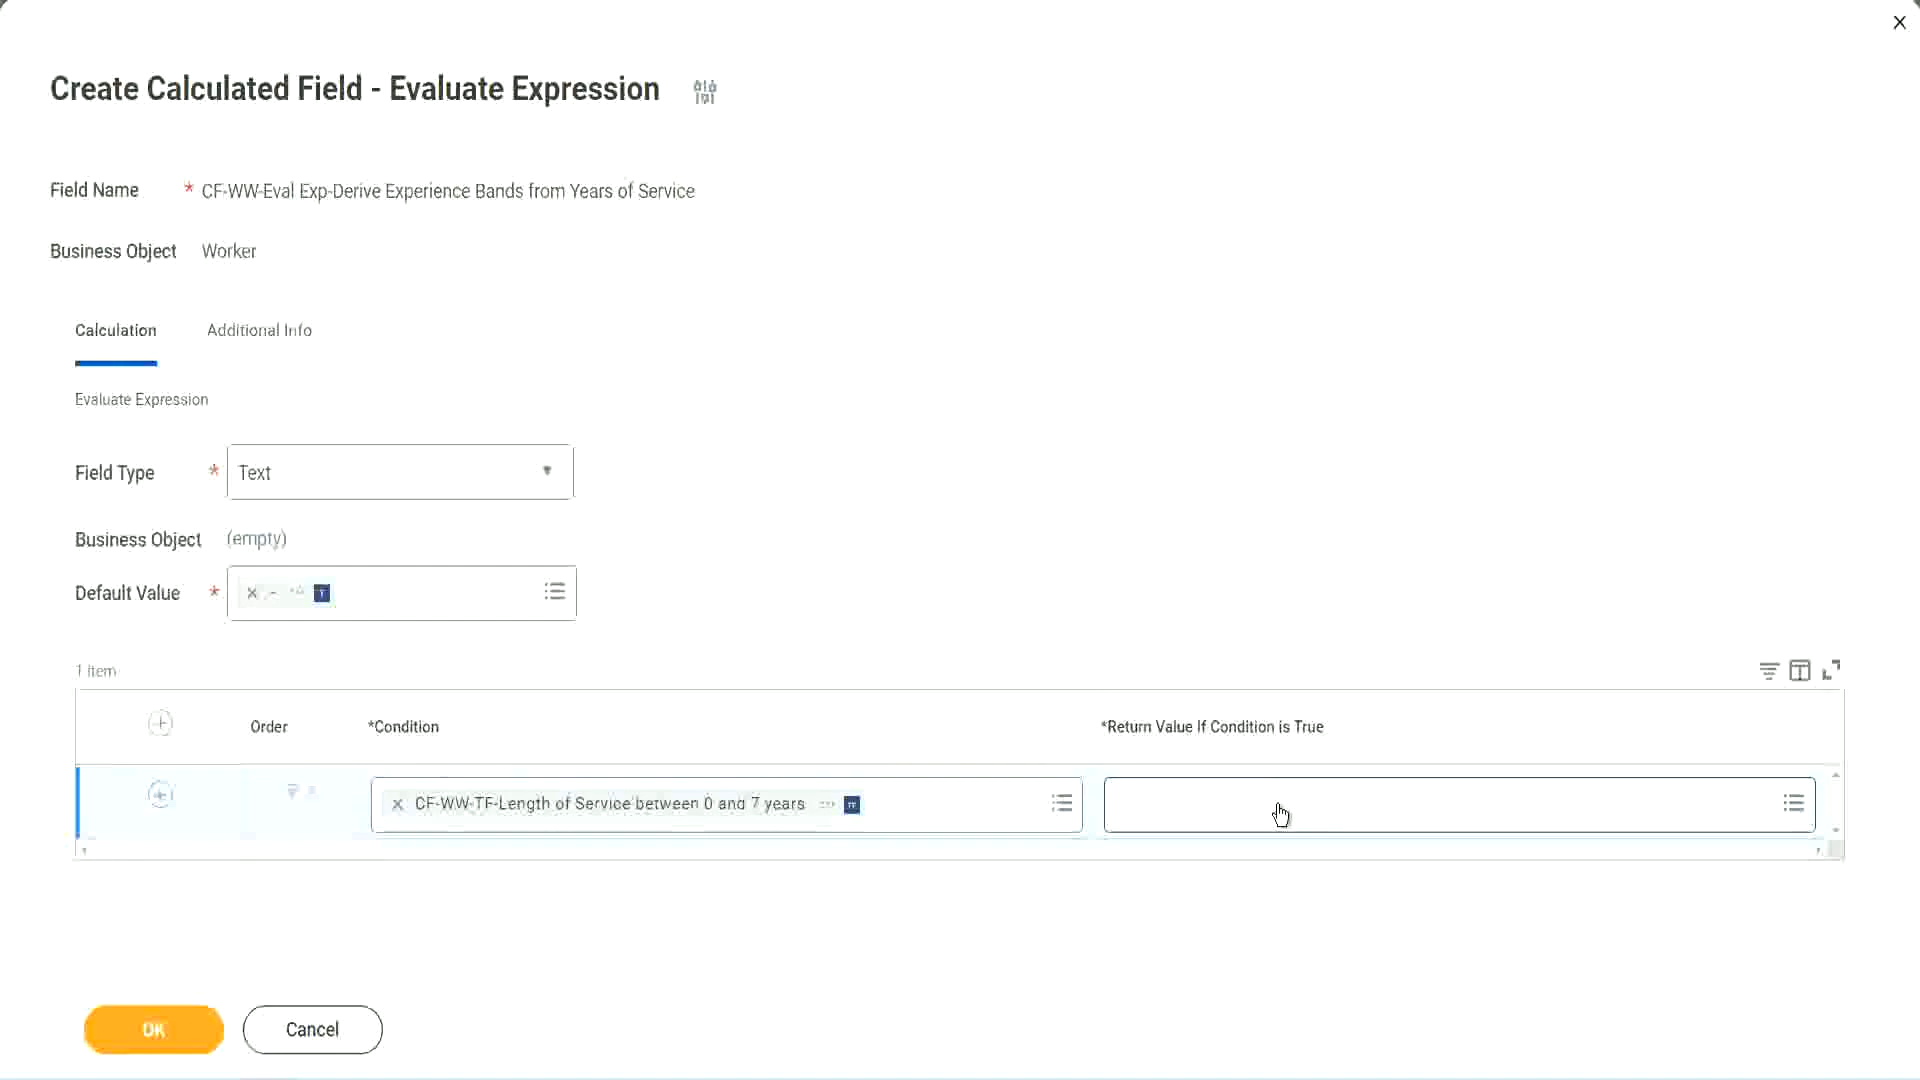 Create Calculated Field - Evaluate Expression
Field Name * CF-WW-Eval Exp-Derive Experience Bands from Years of Service
Business Object Worker
Calculation Additional Info
Evaluate Expression
Field Type * Text
Business Object (empty)
Default Value * × -
1 item
Order *Condition *Return Value If Condition is True
× CF-WW-TF-Length of Service between 0 and 7 years
OK Cancel